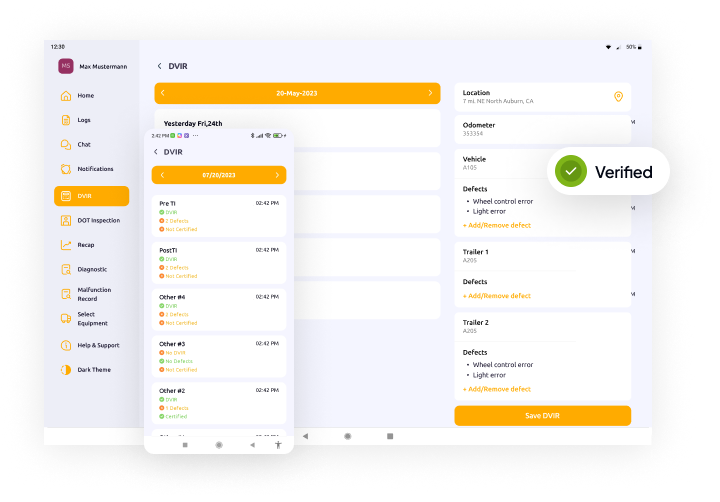 12:30
50%
MS
Max Mustermann
Home
Logs
Chat
Notifications
DVIR
DOT Inspection
Recap
Diagnostic
Malfunction
Record
Select
Equipment
Help & Support
Dark Theme
DVIR
20-May-2023
Yesterday Fri,24th
2:42 PM
DVIR
07/20/2023
Pre TI
02:42 PM
DVIR
2 Defects
Not Certified
PostTI
02:42 PM
DVIR
2 Defects
Not Certified
Other #4
02:42 PM
DVIR
2 Defects
Not Certified
Other #3
02:42 PM
No DVIR
No Defects
Not Certified
Other #2
02:42 PM
DVIR
1 Defects
Certified
Location
7 mi. NE North Auburn, CA
Odometer
353354
Vehicle
A105
Defects
• Wheel control error
• Light error
+ Add/Remove defect
Trailer 1
A205
Defects
+ Add/Remove defect
Trailer 2
A205
Defects
• Wheel control error
• Light error
+ Add/Remove defect
Save DVIR
Verified